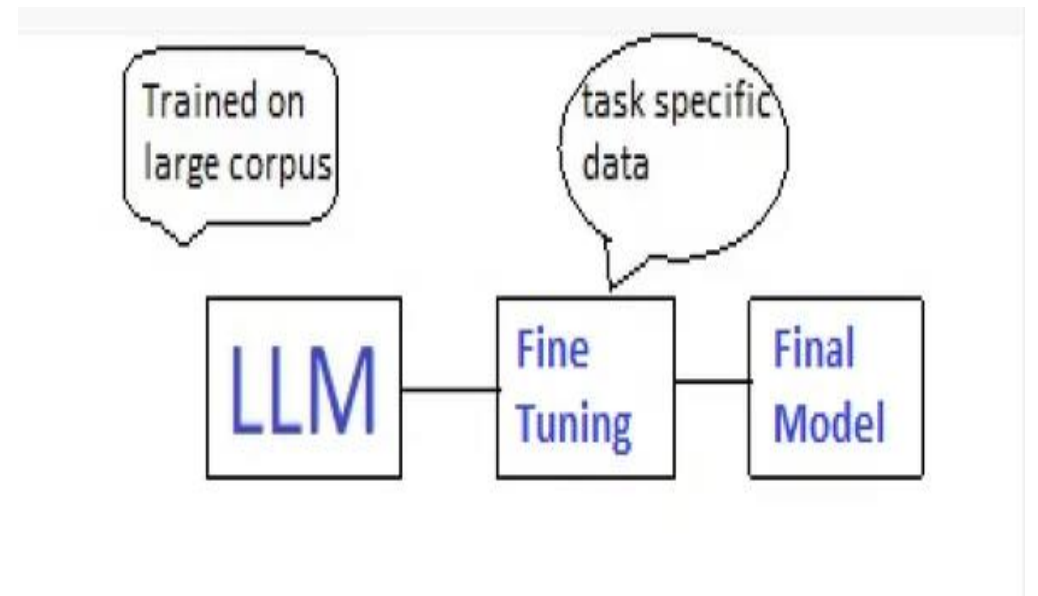 Trained on
large corpus
task specific
data
LLM
Fine
Tuning
Final
Model